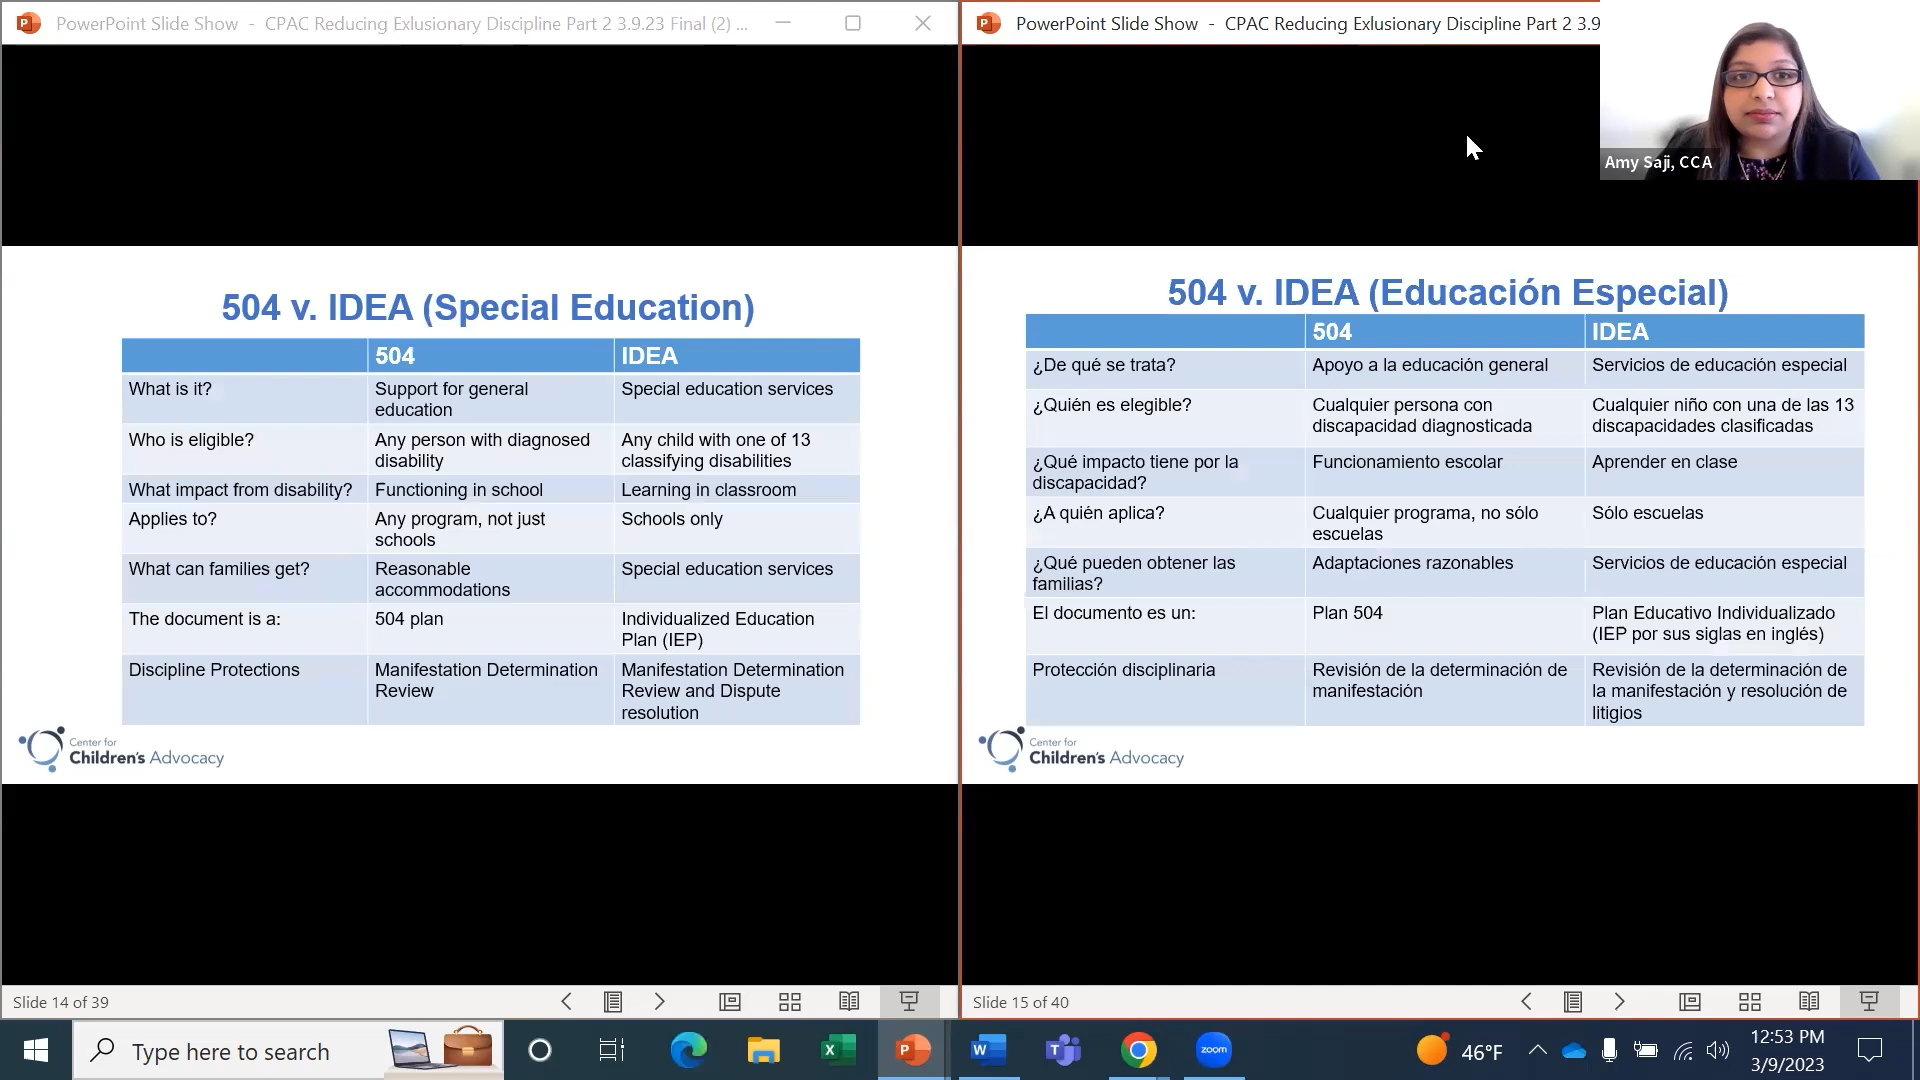 PowerPoint Slide Show - CPAC Reducing Exlusionary Discipline Part 2 3.9.23 Final (2) ...
504 v. IDEA (Special Education)
504 IDEA
What is it? Support for general Special education services
education
Who is eligible? Any person with diagnosed Any child with one of 13
disability classifying disabilities
What impact from disability? Functioning in school Learning in classroom
Applies to? Any program, not just Schools only
schools
What can families get? Reasonable Special education services
accommodations
The document is a: 504 plan Individualized Education
Plan (IEP)
Discipline Protections Manifestation Determination Manifestation Determination
Review Review and Dispute
resolution
Center for
Children's Advocacy
Slide 14 of 39
PowerPoint Slide Show - CPAC Reducing Exlusionary Discipline Part 2 3.9
Amy Saji, CCA
504 v. IDEA (Educación Especial)
504 IDEA
¿De qué se trata? Apoyo a la educación general Servicios de educación especial
¿Quién es elegible? Cualquier persona con Cualquier niño con una de las 13
discapacidad diagnosticada discapacidades clasificadas
¿Qué impacto tiene por la Funcionamiento escolar Aprender en clase
discapacidad?
¿A quién aplica? Cualquier programa, no sólo Sólo escuelas
escuelas
¿Qué pueden obtener las Adaptaciones razonables Servicios de educación especial
familias?
El documento es un: Plan 504 Plan Educativo Individualizado
(IEP por sus siglas en inglés)
Protección disciplinaria Revisión de la determinación de Revisión de la determinación de
manifestación la manifestación y resolución de
litigios
Center for
Children's Advocacy
Slide 15 of 40
Type here to search
zoom
46°F
12:53 PM
3/9/2023